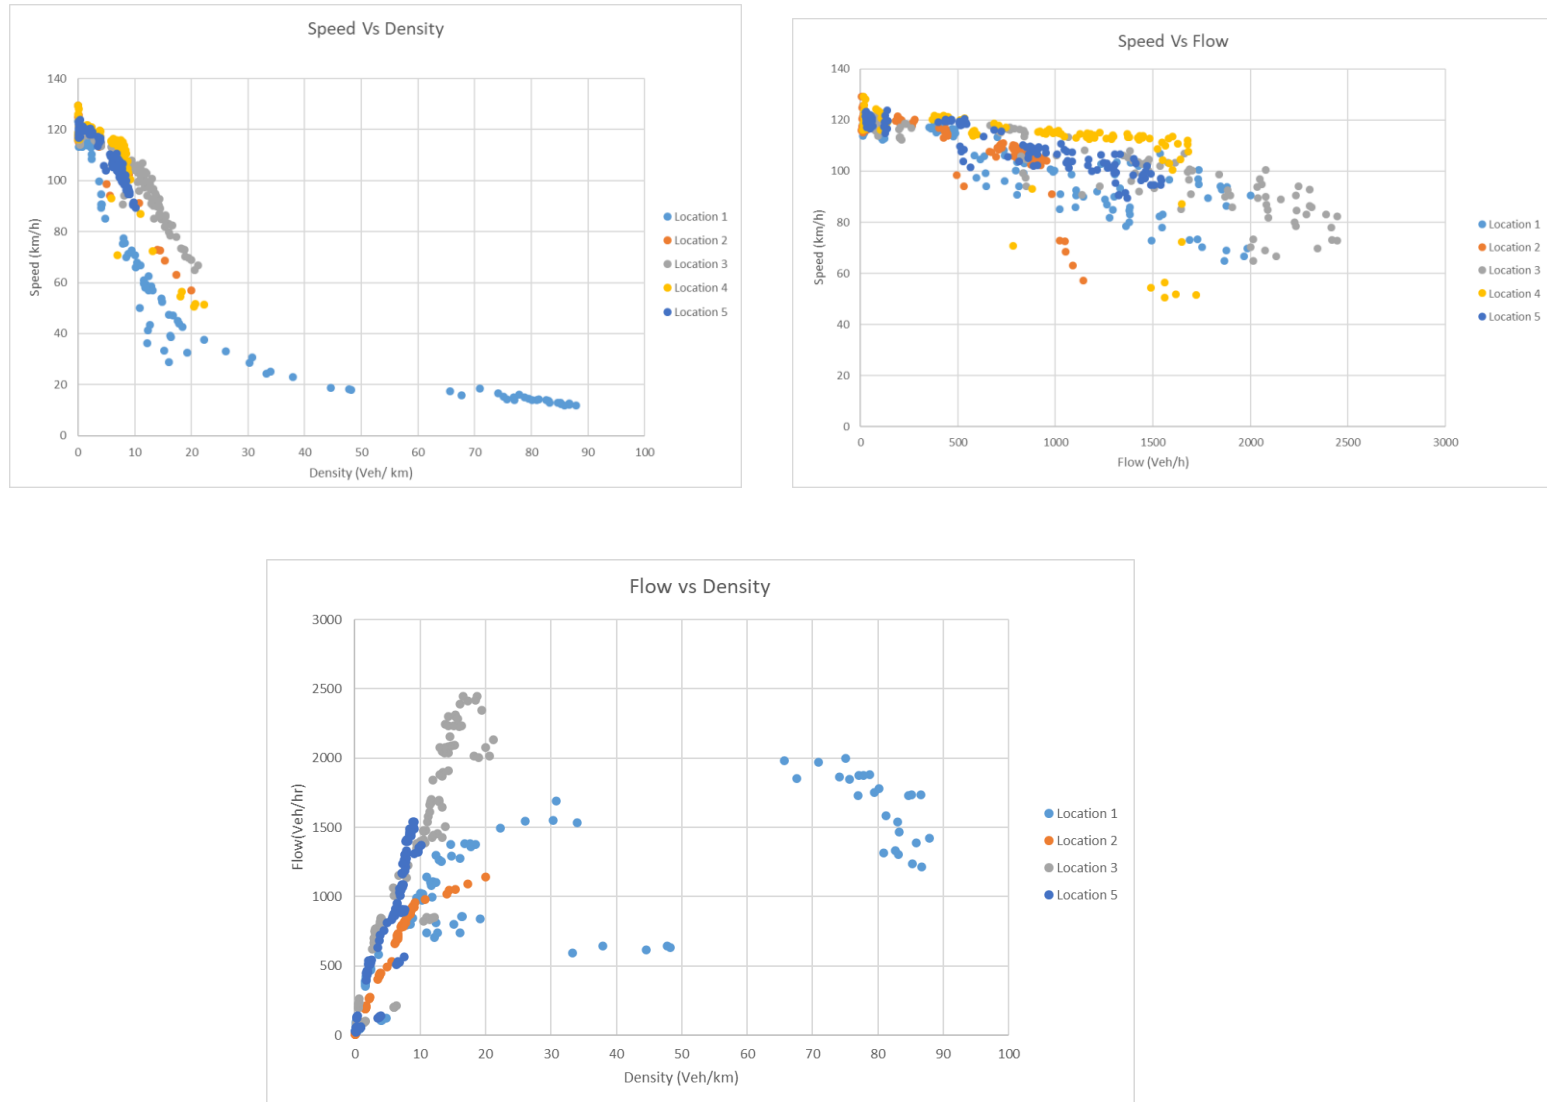 Speed Vs Density
Speed (km/h)
140
120
100
80
60
40
20
0
0 10 20 30 40 50 60 70 80 90 100
Density (Veh/ km)
Location 1
Location 2
Location 3
Location 4
Location 5
Speed Vs Flow
Speed (km/h)
140
120
100
80
60
40
20
0
0 500 1000 1500 2000 2500 3000
Flow (Veh/h)
Location 1
Location 2
Location 3
Location 4
Location 5
Flow vs Density
Flow(Veh/hr)
3000
2500
2000
1500
1000
500
0
0 10 20 30 40 50 60 70 80 90 100
Density (Veh/km)
Location 1
Location 2
Location 3
Location 5